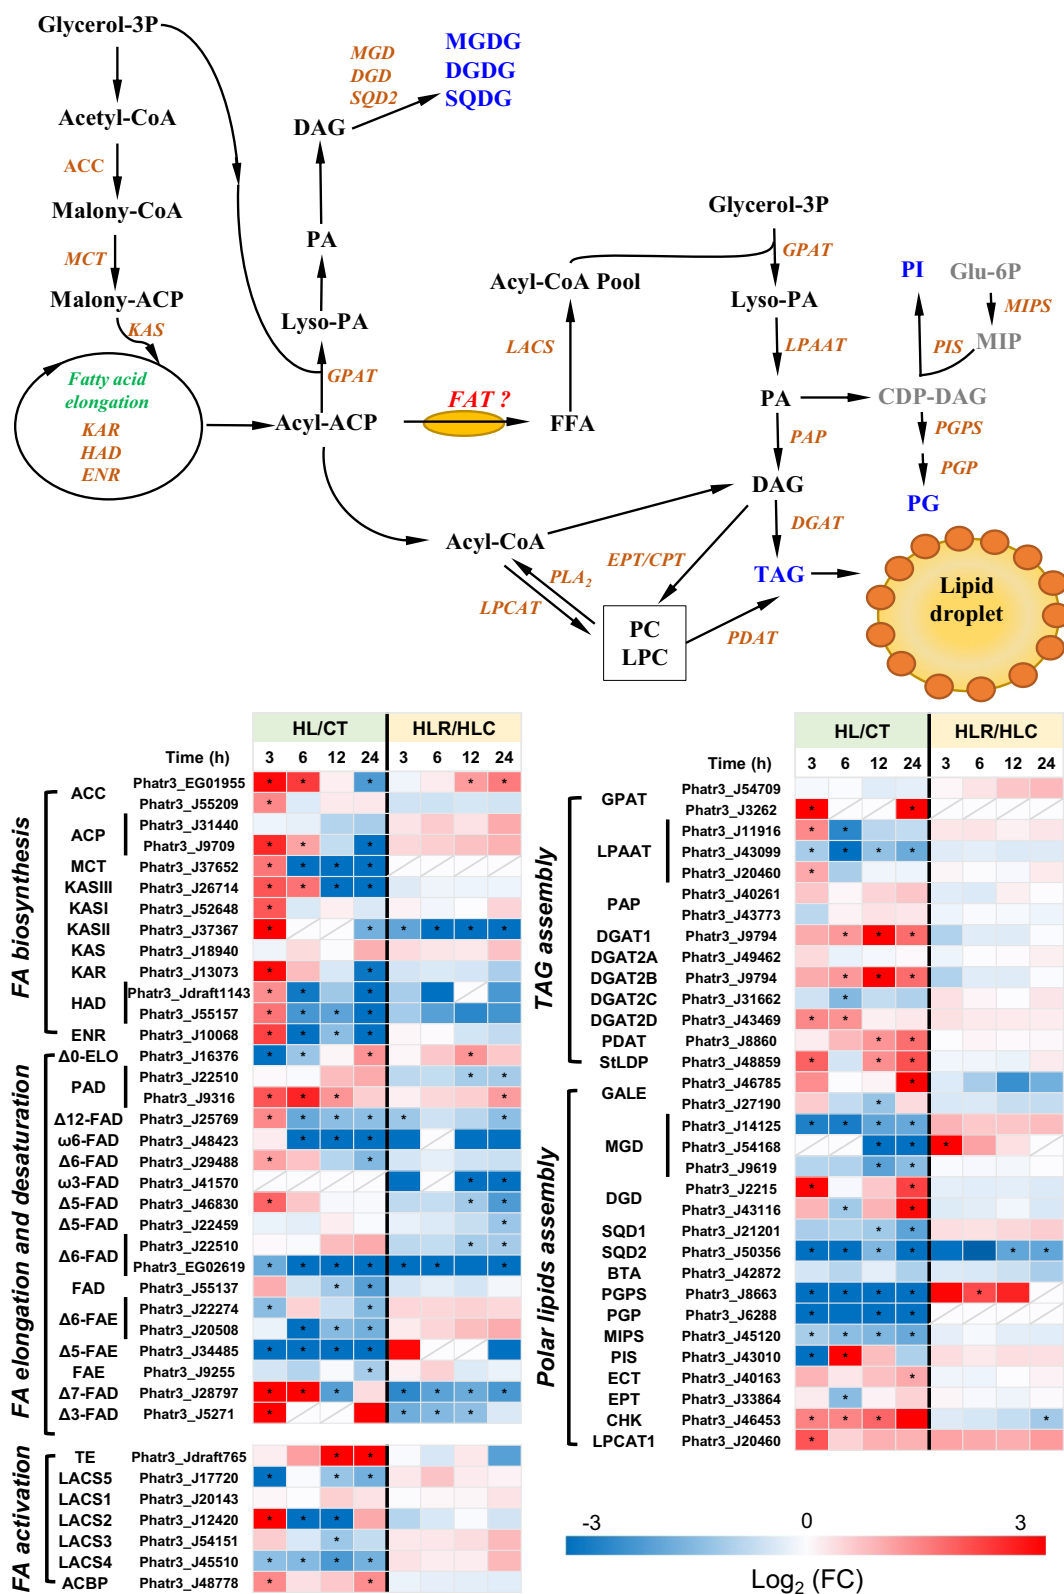 Glycerol-3P
Acetyl-CoA
ACC
Malony-CoA
MCT
Malony-ACP
KAS
Fatty acid
elongation
KAR
HAD
ENR
MGD
DGD
SQD2
MGDG
DGDG
SQDG
DAG
PA
Lyso-PA
GPAT
Acyl-ACP
FAT ?
FFA
LACS
Acyl-CoA Pool
Glycerol-3P
GPAT
Lyso-PA
LPAAT
PA
PAP
DAG
DGAT
TAG
PI
Glu-6P
MIPS
PIS
MIP
CDP-DAG
PGPS
PGP
PG
Acyl-CoA
EPT/CPT
PLA₂
LPCAT
PC
LPC
PDAT
Lipid
droplet
HL/CT HLR/HLC
Time (h) 3 6 12 24 3 6 12 24
FA biosynthesis
ACC Phatr3_EG01955 * * * * *
Phatr3_J55209 *
ACP Phatr3_J31440
Phatr3_J9709 * * *
MCT Phatr3_J37652 * * * *
KASIII Phatr3_J26714 * * * *
KASI Phatr3_J52648 *
KASII Phatr3_J37367 * * * * * *
KAS Phatr3_J18940
KAR Phatr3_J13073 * *
HAD Phatr3_Jdraft1143 * * *
Phatr3_J55157 * * * *
ENR Phatr3_J10068 * * * *
FA elongation and desaturation
Δ0-ELO Phatr3_J16376 * * * *
PAD Phatr3_J22510 * *
Phatr3_J9316 * * * *
Δ12-FAD Phatr3_J25769 * * * * * *
ω6-FAD Phatr3_J48423 * * *
Δ6-FAD Phatr3_J29488 * *
ω3-FAD Phatr3_J41570 * *
Δ5-FAD Phatr3_J46830 * * *
Δ5-FAD Phatr3_J22459 *
Δ6-FAD Phatr3_J22510 * *
Phatr3_EG02619 * * * * * * *
FAD Phatr3_J55137 * *
Δ6-FAE Phatr3_J22274 * *
Phatr3_J20508 * * *
Δ5-FAE Phatr3_J34485 * * * *
FAE Phatr3_J9255 *
Δ7-FAD Phatr3_J28797 * * * * * * *
Δ3-FAD Phatr3_J5271 * * * *
FA activation
TE Phatr3_Jdraft765 * *
LACS5 Phatr3_J17720 * * *
LACS1 Phatr3_J20143
LACS2 Phatr3_J12420 * * *
LACS3 Phatr3_J54151 *
LACS4 Phatr3_J45510 * * * *
ACBP Phatr3_J48778 * *
HL/CT HLR/HLC
Time (h) 3 6 12 24 3 6 12 24
TAG assembly
GPAT Phatr3_J54709
Phatr3_J3262 * *
LPAAT Phatr3_J11916 * *
Phatr3_J43099 * * * *
Phatr3_J20460 *
PAP Phatr3_J40261
Phatr3_J43773
DGAT1 Phatr3_J9794 * * *
DGAT2A Phatr3_J49462
DGAT2B Phatr3_J9794 * * *
DGAT2C Phatr3_J31662 *
DGAT2D Phatr3_J43469 * *
PDAT Phatr3_J8860 * *
StLDP Phatr3_J48859 * * *
Polar lipids assembly
GALE Phatr3_J46785 *
Phatr3_J27190 *
MGD Phatr3_J14125 * * * *
Phatr3_J54168 * * *
Phatr3_J9619 * *
DGD Phatr3_J2215 * *
Phatr3_J43116 * *
SQD1 Phatr3_J21201 * *
SQD2 Phatr3_J50356 * * * * * *
BTA Phatr3_J42872
PGPS Phatr3_J8663 * * * * *
PGP Phatr3_J6288 * * *
MIPS Phatr3_J45120 * * * *
PIS Phatr3_J43010 * *
ECT Phatr3_J40163 *
EPT Phatr3_J33864 *
CHK Phatr3_J46453 * * * *
LPCAT1 Phatr3_J20460 *
-3 0 3
Log₂ (FC)